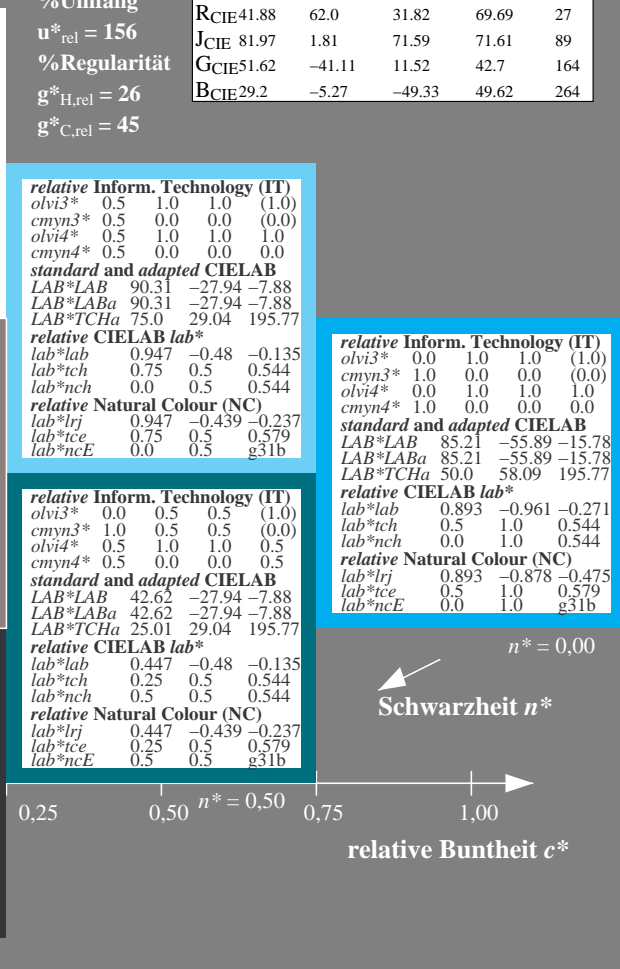 %Umfang
u*rel = 156
%Regularität
g*H,rel = 26
g*C,rel = 45
RCIE 41.88 62.0 31.82 69.69 27
JCIE 81.97 1.81 71.59 71.61 89
GCIE 51.62 −41.11 11.52 42.7 164
BCIE 29.2 −5.27 −49.33 49.62 264
relative Inform. Technology (IT)
olvi3* 0.5 1.0 1.0 (1.0)
cmyn3* 0.5 0.0 0.0 (0.0)
olvi4* 0.5 1.0 1.0 1.0
cmyn4* 0.5 0.0 0.0 0.0
standard and adapted CIELAB
LAB*LAB 90.31 −27.94 −7.88
LAB*LABa 90.31 −27.94 −7.88
LAB*TCHa 75.0 29.04 195.77
relative CIELAB lab*
lab*lab 0.947 −0.48 −0.135
lab*tch 0.75 0.5 0.544
lab*nch 0.0 0.5 0.544
relative Natural Colour (NC)
lab*lrj 0.947 −0.439 −0.237
lab*tce 0.75 0.5 0.579
lab*ncE 0.0 0.5 g31b
relative Inform. Technology (IT)
olvi3* 0.0 1.0 1.0 (1.0)
cmyn3* 1.0 0.0 0.0 (0.0)
olvi4* 0.0 1.0 1.0 1.0
cmyn4* 1.0 0.0 0.0 0.0
standard and adapted CIELAB
LAB*LAB 85.21 −55.89 −15.78
LAB*LABa 85.21 −55.89 −15.78
LAB*TCHa 50.0 58.09 195.77
relative CIELAB lab*
lab*lab 0.893 −0.961 −0.271
lab*tch 0.5 1.0 0.544
lab*nch 0.0 1.0 0.544
relative Natural Colour (NC)
lab*lrj 0.893 −0.878 −0.475
lab*tce 0.5 1.0 0.579
lab*ncE 0.0 1.0 g31b
relative Inform. Technology (IT)
olvi3* 0.0 0.5 0.5 (1.0)
cmyn3* 1.0 0.5 0.5 (0.0)
olvi4* 0.5 1.0 1.0 0.5
cmyn4* 0.5 0.0 0.0 0.5
standard and adapted CIELAB
LAB*LAB 42.62 −27.94 −7.88
LAB*LABa 42.62 −27.94 −7.88
LAB*TCHa 25.01 29.04 195.77
relative CIELAB lab*
lab*lab 0.447 −0.48 −0.135
lab*tch 0.25 0.5 0.544
lab*nch 0.5 0.5 0.544
relative Natural Colour (NC)
lab*lrj 0.447 −0.439 −0.237
lab*tce 0.25 0.5 0.579
lab*ncE 0.5 0.5 g31b
n* = 0,00
Schwarzheit n*
n* = 0,50
0,25 0,50 0,75 1,00
relative Buntheit c*